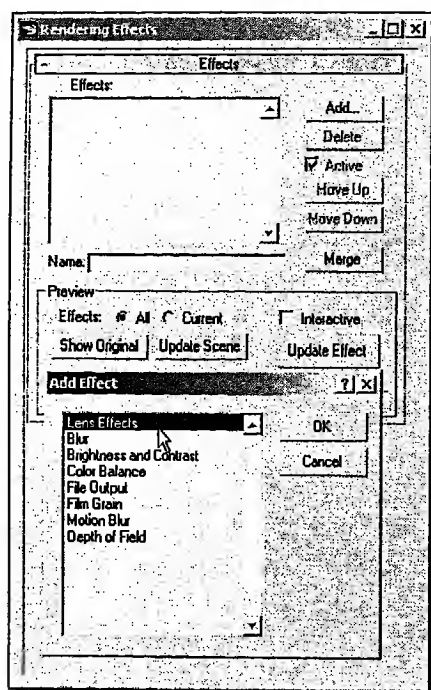 Rendering Effects
Effects
Effects:
Add...
Delete
Active
Move Up
Move Down
Name:
Merge
Preview
Effects: All Current
Interactive
Show Original Update Scene Update Effect
Add Effect
Lens Effects
Blur
Brightness and Contrast
Color Balance
File Output
Film Grain
Motion Blur
Depth of Field
OK
Cancel